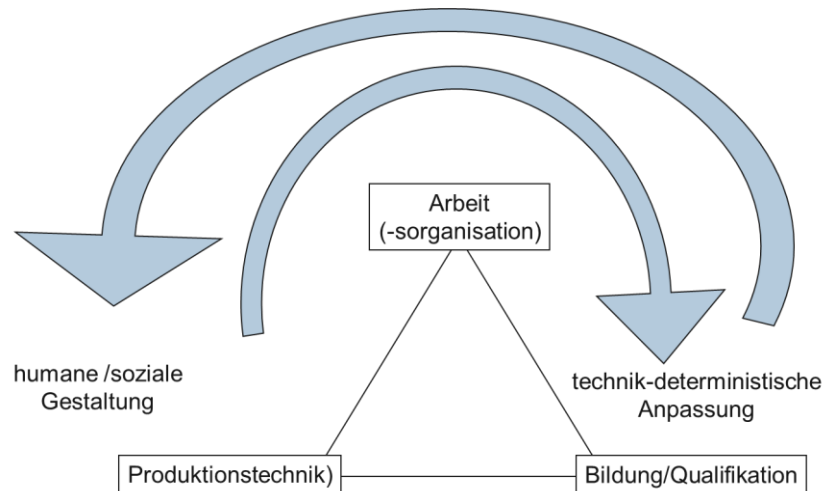 Arbeit
(-sorganisation)
humane /soziale
Gestaltung
technik-deterministische
Anpassung
Produktionstechnik)
Bildung/Qualifikation